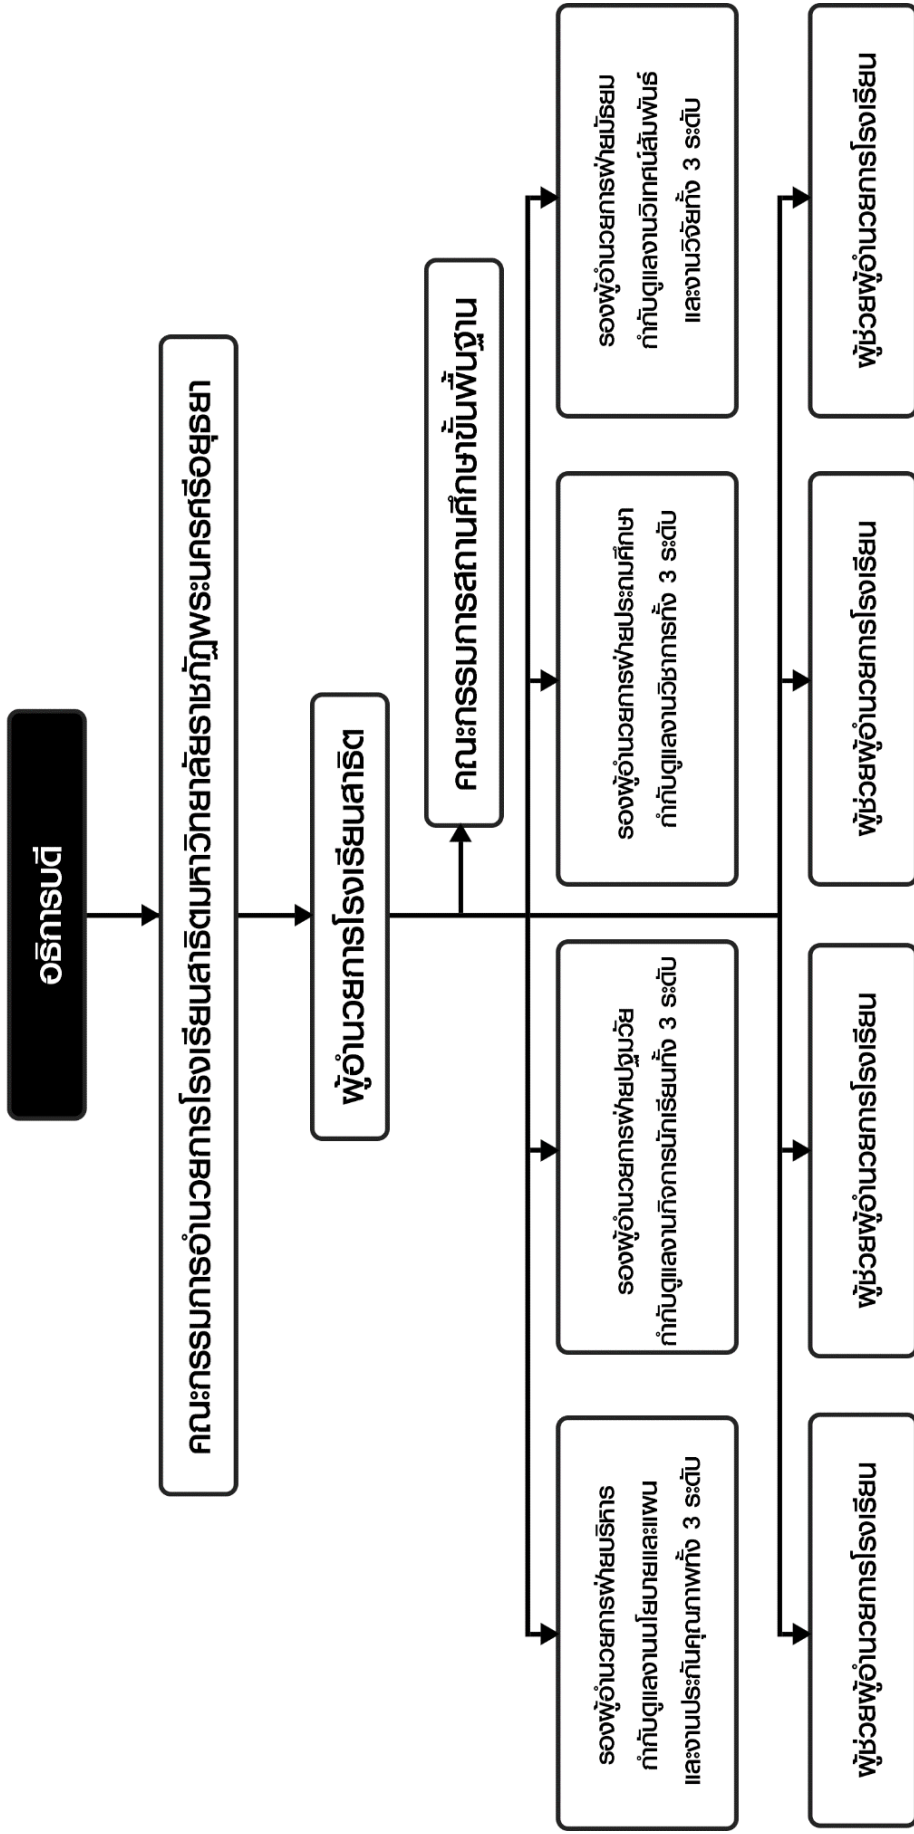 อธิการบดี
คณะกรรมการอำนวยการโรงเรียนสาธิตมหาวิทยาลัยราชภัฏพระนครศรีอยุธยา
ผู้อำนวยการโรงเรียนสาธิต
คณะกรรมการสถานศึกษาขั้นพื้นฐาน
รองผู้อำนวยการฝ่ายบริหาร
กำกับดูแลงานนโยบายและแผน
และงานประกันคุณภาพทั้ง 3 ระดับ
รองผู้อำนวยการฝ่ายปฐมวัย
กำกับดูแลงานกิจการนักเรียนทั้ง 3 ระดับ
รองผู้อำนวยการฝ่ายประถมศึกษา
กำกับดูแลงานวิชาการทั้ง 3 ระดับ
รองผู้อำนวยการฝ่ายมัธยม
กำกับดูแลงานวิเทศน์สัมพันธ์
และงานวิจัยทั้ง 3 ระดับ
ผู้ช่วยผู้อำนวยการโรงเรียน
ผู้ช่วยผู้อำนวยการโรงเรียน
ผู้ช่วยผู้อำนวยการโรงเรียน
ผู้ช่วยผู้อำนวยการโรงเรียน